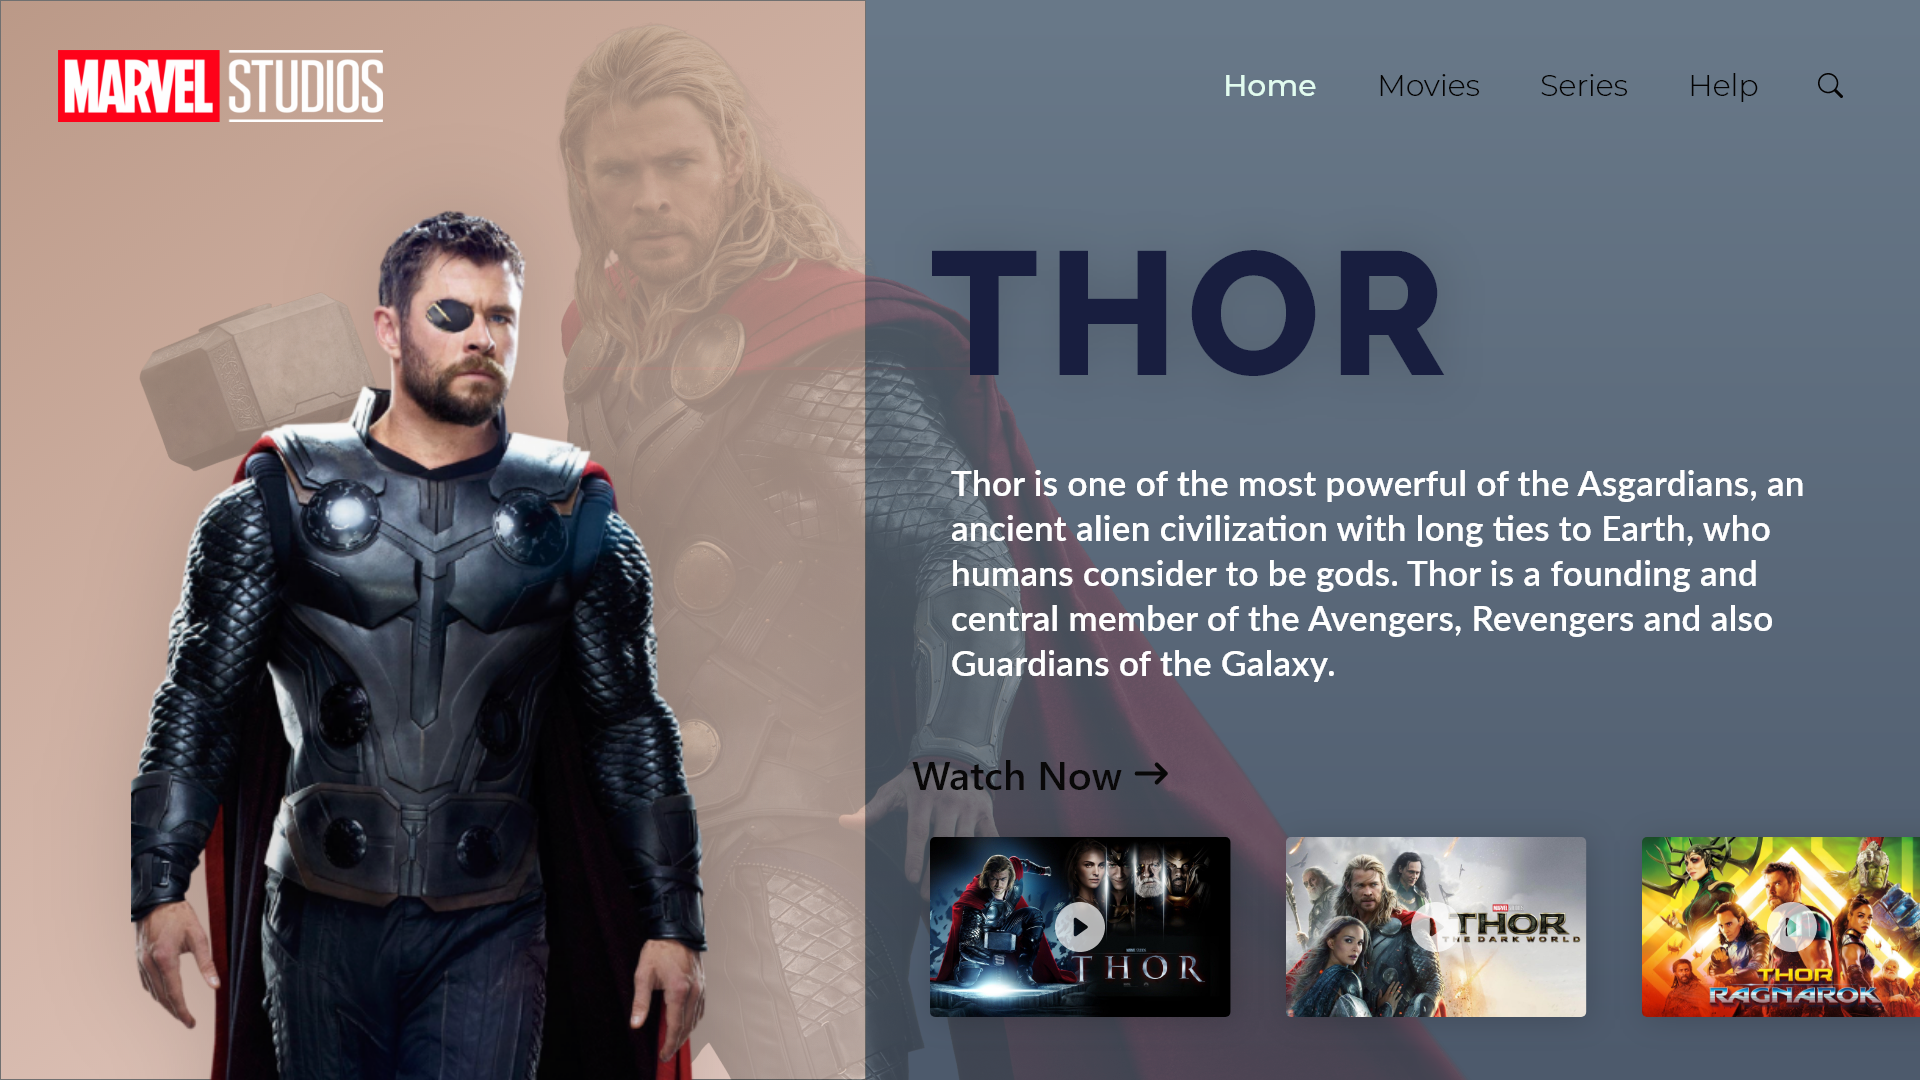 MARVEL STUDIOS
Home Movies Series Help
THOR
Thor is one of the most powerful of the Asgardians, an
ancient alien civilization with long ties to Earth, who
humans consider to be gods. Thor is a founding and
central member of the Avengers, Revengers and also
Guardians of the Galaxy.
Watch Now →
THOR
MARVEL
THOR
THE DARK WORLD
THOR
RAGNAROK